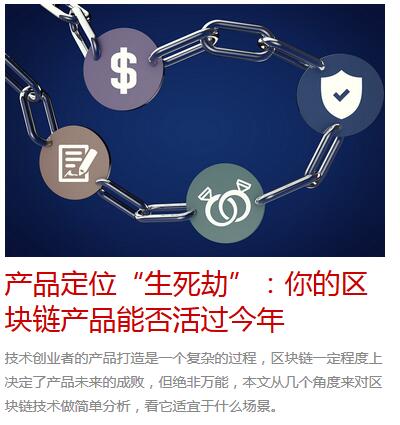 产品定位“生死劫”：你的区
块链产品能否活过今年
技术创业者的产品打造是一个复杂的过程，区块链一定程度上
决定了产品未来的成败，但绝非万能，本文从几个角度来对区
块链技术做简单分析，看它适宜于什么场景。